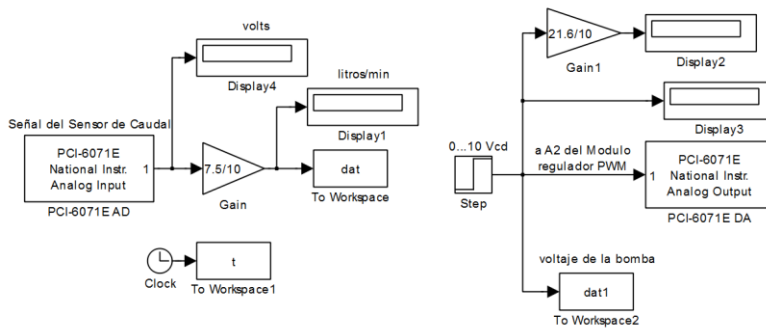 volts
Display4
litros/min
Display1
Señal del Sensor de Caudal
PCI-6071E
National Instr.
Analog Input
1
PCI-6071E AD
7.5/10
Gain
dat
To Workspace
Clock
t
To Workspace1
21.6/10
Gain1
Display2
Display3
0...10 Vcd
Step
a A2 del Modulo
regulador PWM
1
PCI-6071E
National Instr.
Analog Output
PCI-6071E DA
voltaje de la bomba
dat1
To Workspace2